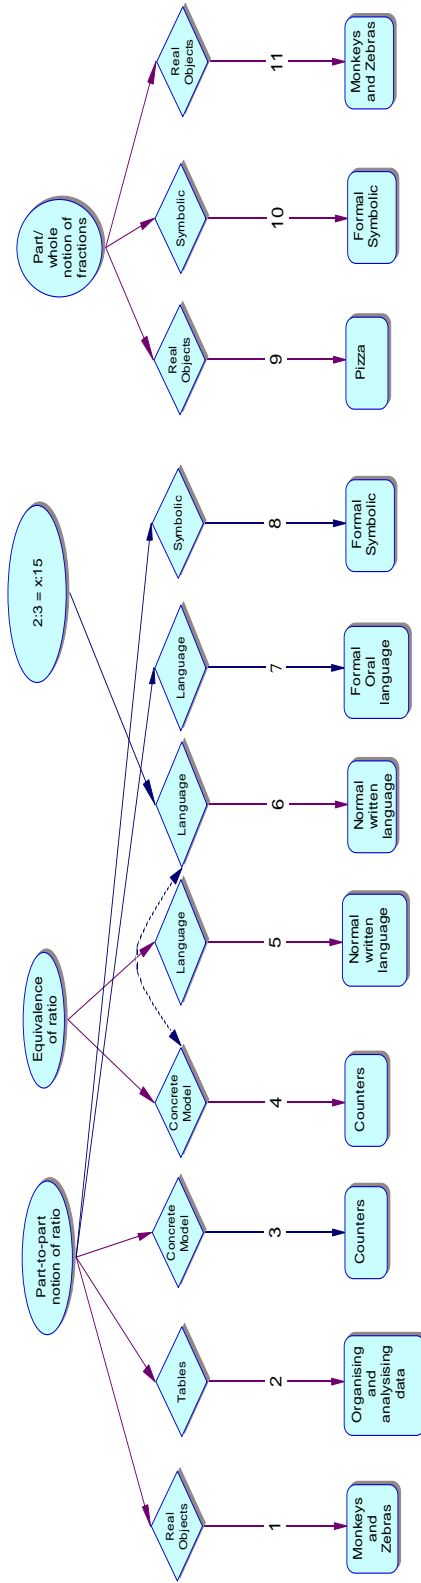 Part-to-part
notion of ratio
Equivalence
of ratio
2:3 = x:15
Part/
whole
notion of
fractions
Real
Objects
Tables
Concrete
Model
Concrete
Model
Language
Language
Language
Symbolic
Real
Objects
Symbolic
Real
Objects
1
2
3
4
5
6
7
8
9
10
11
Monkeys
and
Zebras
Organising
and
analysising
data
Counters
Counters
Normal
written
language
Normal
written
language
Formal
Oral
language
Formal
Symbolic
Pizza
Formal
Symbolic
Monkeys
and Zebras